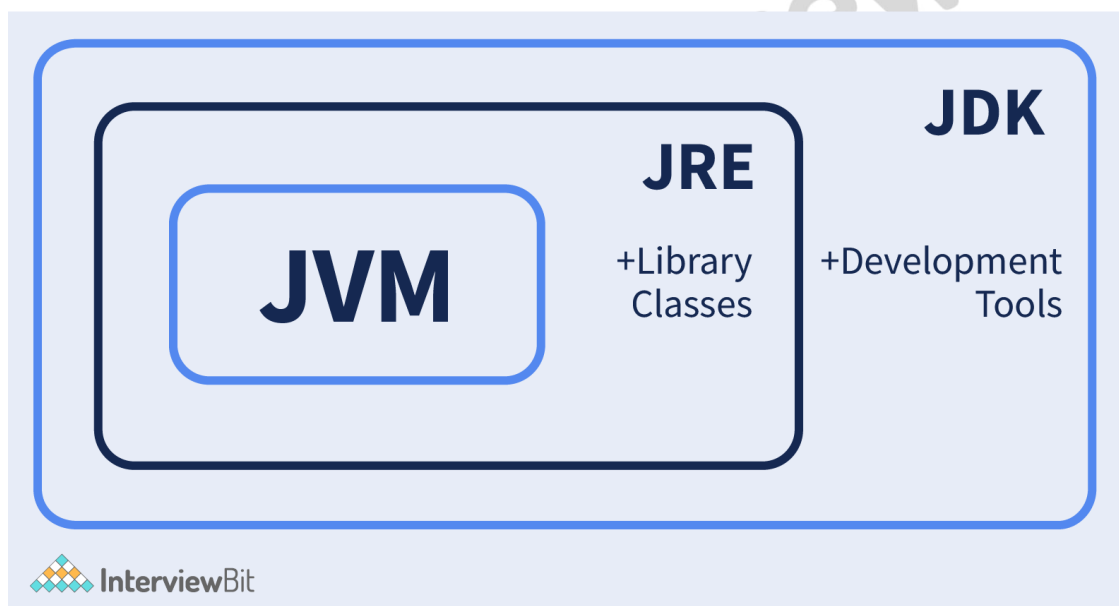 JDK
JRE
+Library
Classes
+Development
Tools
JVM
InterviewBit